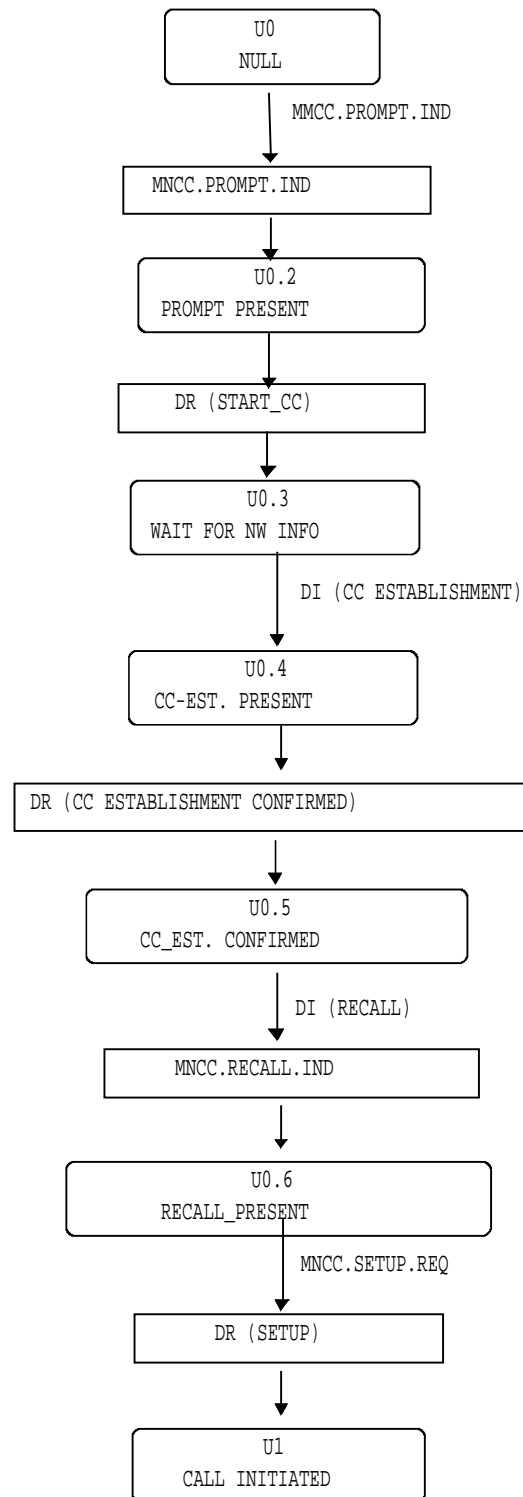 U0
NULL
MMCC.PROMPT.IND
MNCC.PROMPT.IND
U0.2
PROMPT PRESENT
DR (START_CC)
U0.3
WAIT FOR NW INFO
DI (CC ESTABLISHMENT)
U0.4
CC-EST. PRESENT
DR (CC ESTABLISHMENT CONFIRMED)
U0.5
CC_EST. CONFIRMED
DI (RECALL)
MNCC.RECALL.IND
U0.6
RECALL_PRESENT
MNCC.SETUP.REQ
DR (SETUP)
U1
CALL INITIATED